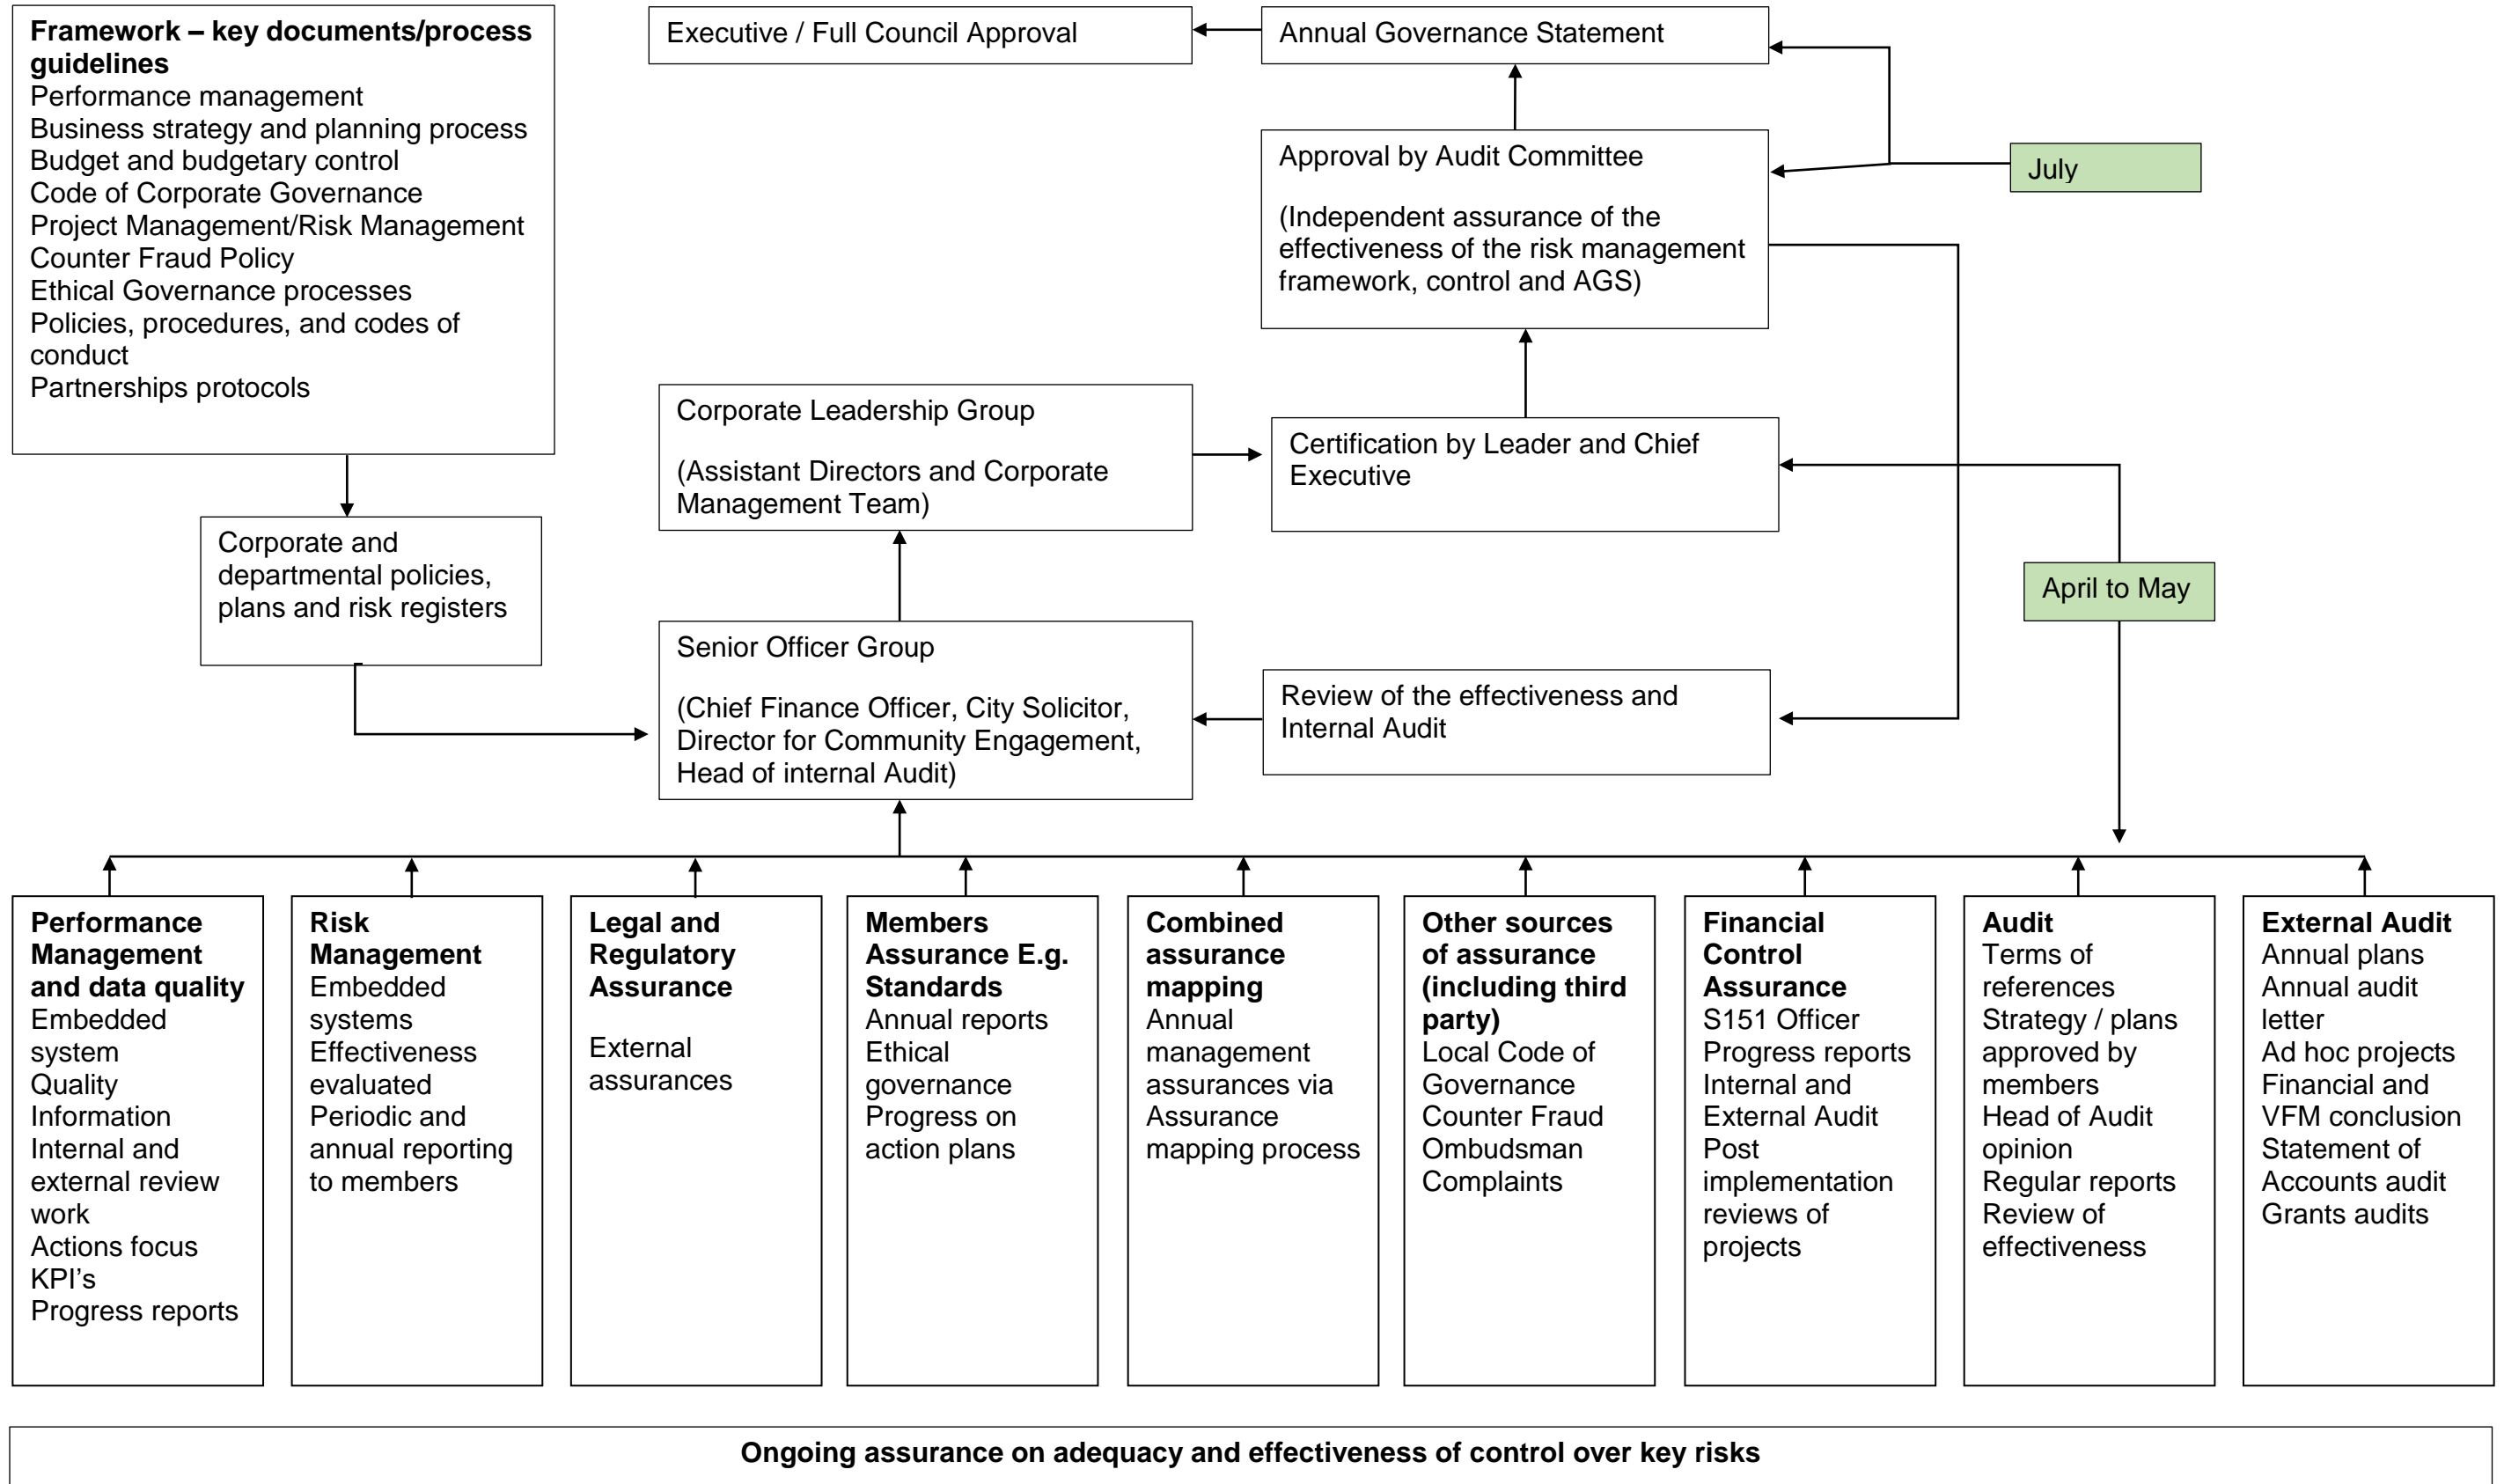 Framework – key documents/process
guidelines
Performance management
Business strategy and planning process
Budget and budgetary control
Code of Corporate Governance
Project Management/Risk Management
Counter Fraud Policy
Ethical Governance processes
Policies, procedures, and codes of
conduct
Partnerships protocols
Executive / Full Council Approval
Annual Governance Statement
Approval by Audit Committee
(Independent assurance of the
effectiveness of the risk management
framework, control and AGS)
July
Corporate Leadership Group
(Assistant Directors and Corporate
Management Team)
Certification by Leader and Chief
Executive
Corporate and
departmental policies,
plans and risk registers
April to May
Senior Officer Group
(Chief Finance Officer, City Solicitor,
Director for Community Engagement,
Head of internal Audit)
Review of the effectiveness and
Internal Audit
Performance
Management
and data quality
Embedded
system
Quality
Information
Internal and
external review
work
Actions focus
KPI’s
Progress reports
Risk
Management
Embedded
systems
Effectiveness
evaluated
Periodic and
annual reporting
to members
Legal and
Regulatory
Assurance
External
assurances
Members
Assurance E.g.
Standards
Annual reports
Ethical
governance
Progress on
action plans
Combined
assurance
mapping
Annual
management
assurances via
Assurance
mapping process
Other sources
of assurance
(including third
party)
Local Code of
Governance
Counter Fraud
Ombudsman
Complaints
Financial
Control
Assurance
S151 Officer
Progress reports
Internal and
External Audit
Post
implementation
reviews of
projects
Audit
Terms of
references
Strategy / plans
approved by
members
Head of Audit
opinion
Regular reports
Review of
effectiveness
External Audit
Annual plans
Annual audit
letter
Ad hoc projects
Financial and
VFM conclusion
Statement of
Accounts audit
Grants audits
Ongoing assurance on adequacy and effectiveness of control over key risks